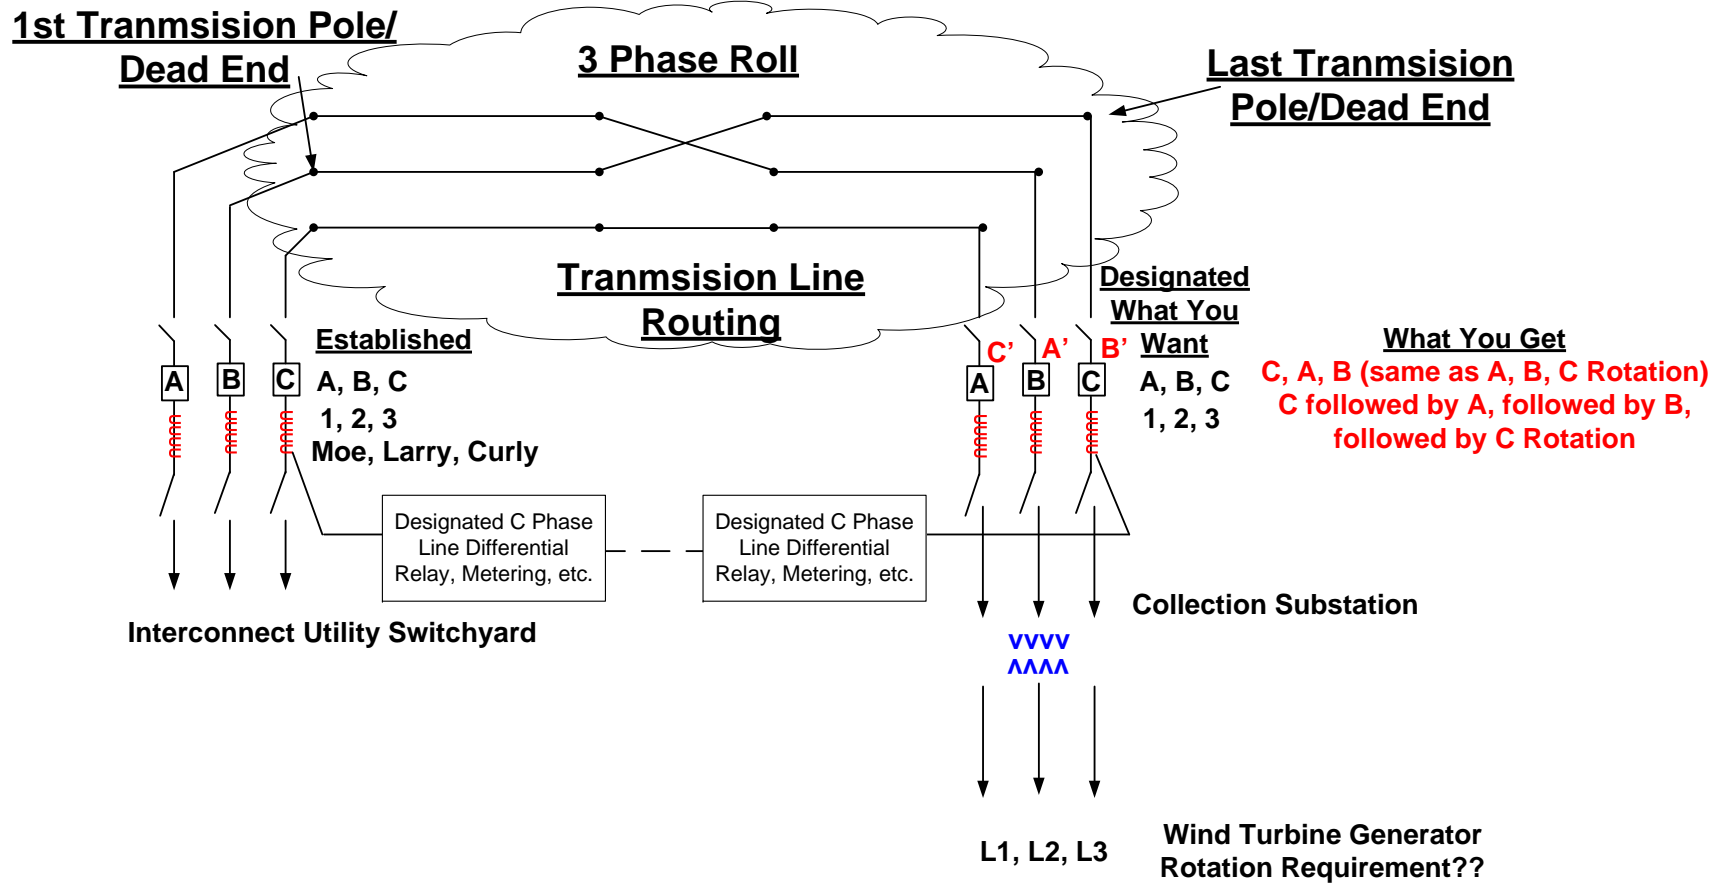 1st Tranmsision Pole/
Dead End
3 Phase Roll
Last Tranmsision
Pole/Dead End
Tranmsision Line
Routing
Established
A, B, C
1, 2, 3
Moe, Larry, Curly
A
B
C
C'
A'
B'
A
B
C
Designated
What You
Want
A, B, C
1, 2, 3
What You Get
C, A, B (same as A, B, C Rotation)
C followed by A, followed by B,
followed by C Rotation
Designated C Phase
Line Differential
Relay, Metering, etc.
Designated C Phase
Line Differential
Relay, Metering, etc.
Interconnect Utility Switchyard
Collection Substation
L1, L2, L3
Wind Turbine Generator
Rotation Requirement??